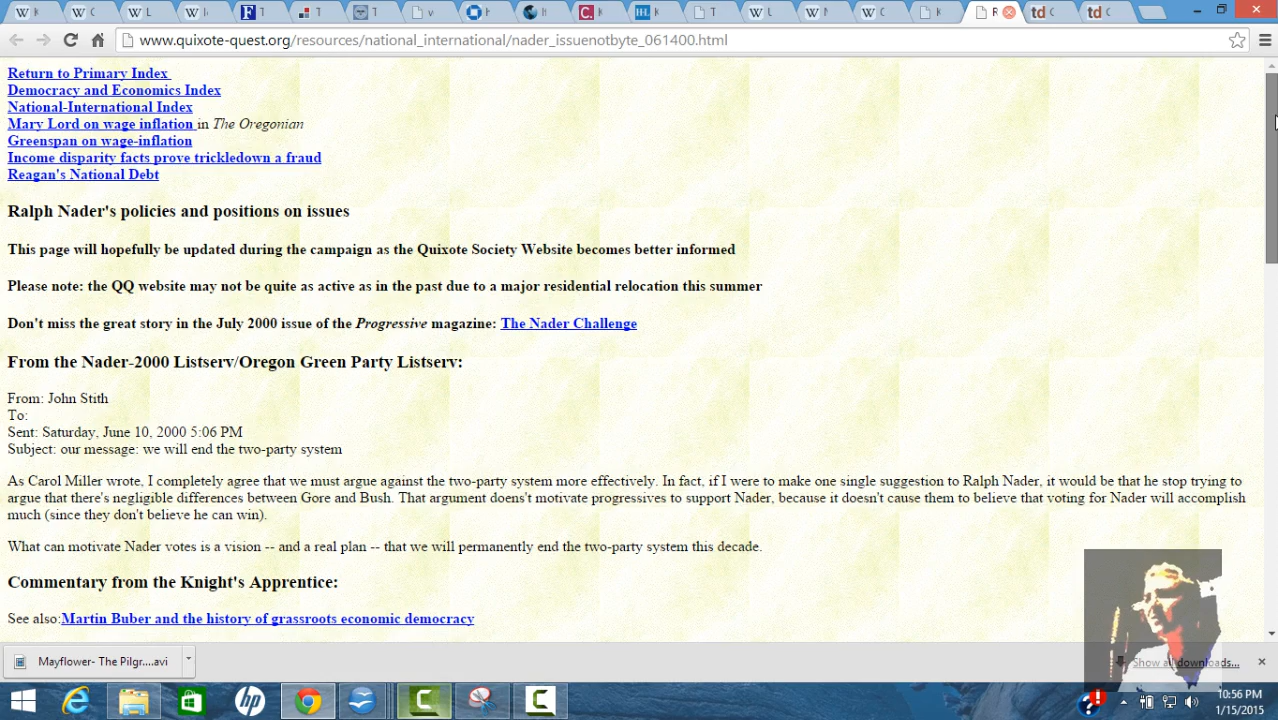 K
C
L
Ic
T
T
T
v
K
It
K
K
T
U
M
C
K
R
C
C
www.quixote-quest.org/resources/national_international/nader_issuenotbyte_061400.html
Return to Primary Index
Democracy and Economics Index
National-International Index
Mary Lord on wage inflation in The Oregonian
Greenspan on wage-inflation
Income disparity facts prove trickledown a fraud
Reagan's National Debt
Ralph Nader's policies and positions on issues
This page will hopefully be updated during the campaign as the Quixote Society Website becomes better informed
Please note: the QQ website may not be quite as active as in the past due to a major residential relocation this summer
Don't miss the great story in the July 2000 issue of the Progressive magazine: The Nader Challenge
From the Nader-2000 Listserv/Oregon Green Party Listserv:
From: John Stith
To:
Sent: Saturday, June 10, 2000 5:06 PM
Subject: our message: we will end the two-party system
As Carol Miller wrote, I completely agree that we must argue against the two-party system more effectively. In fact, if I were to make one single suggestion to Ralph Nader, it would be that he stop trying to
argue that there's negligible differences between Gore and Bush. That argument doens't motivate progressives to support Nader, because it doesn't cause them to believe that voting for Nader will accomplish
much (since they don't believe he can win).
What can motivate Nader votes is a vision -- and a real plan -- that we will permanently end the two-party system this decade.
Commentary from the Knight's Apprentice:
See also:Martin Buber and the history of grassroots economic democracy
Mayflower- The Pilgr....avi
Show all downloads...
10:56 PM
1/15/2015